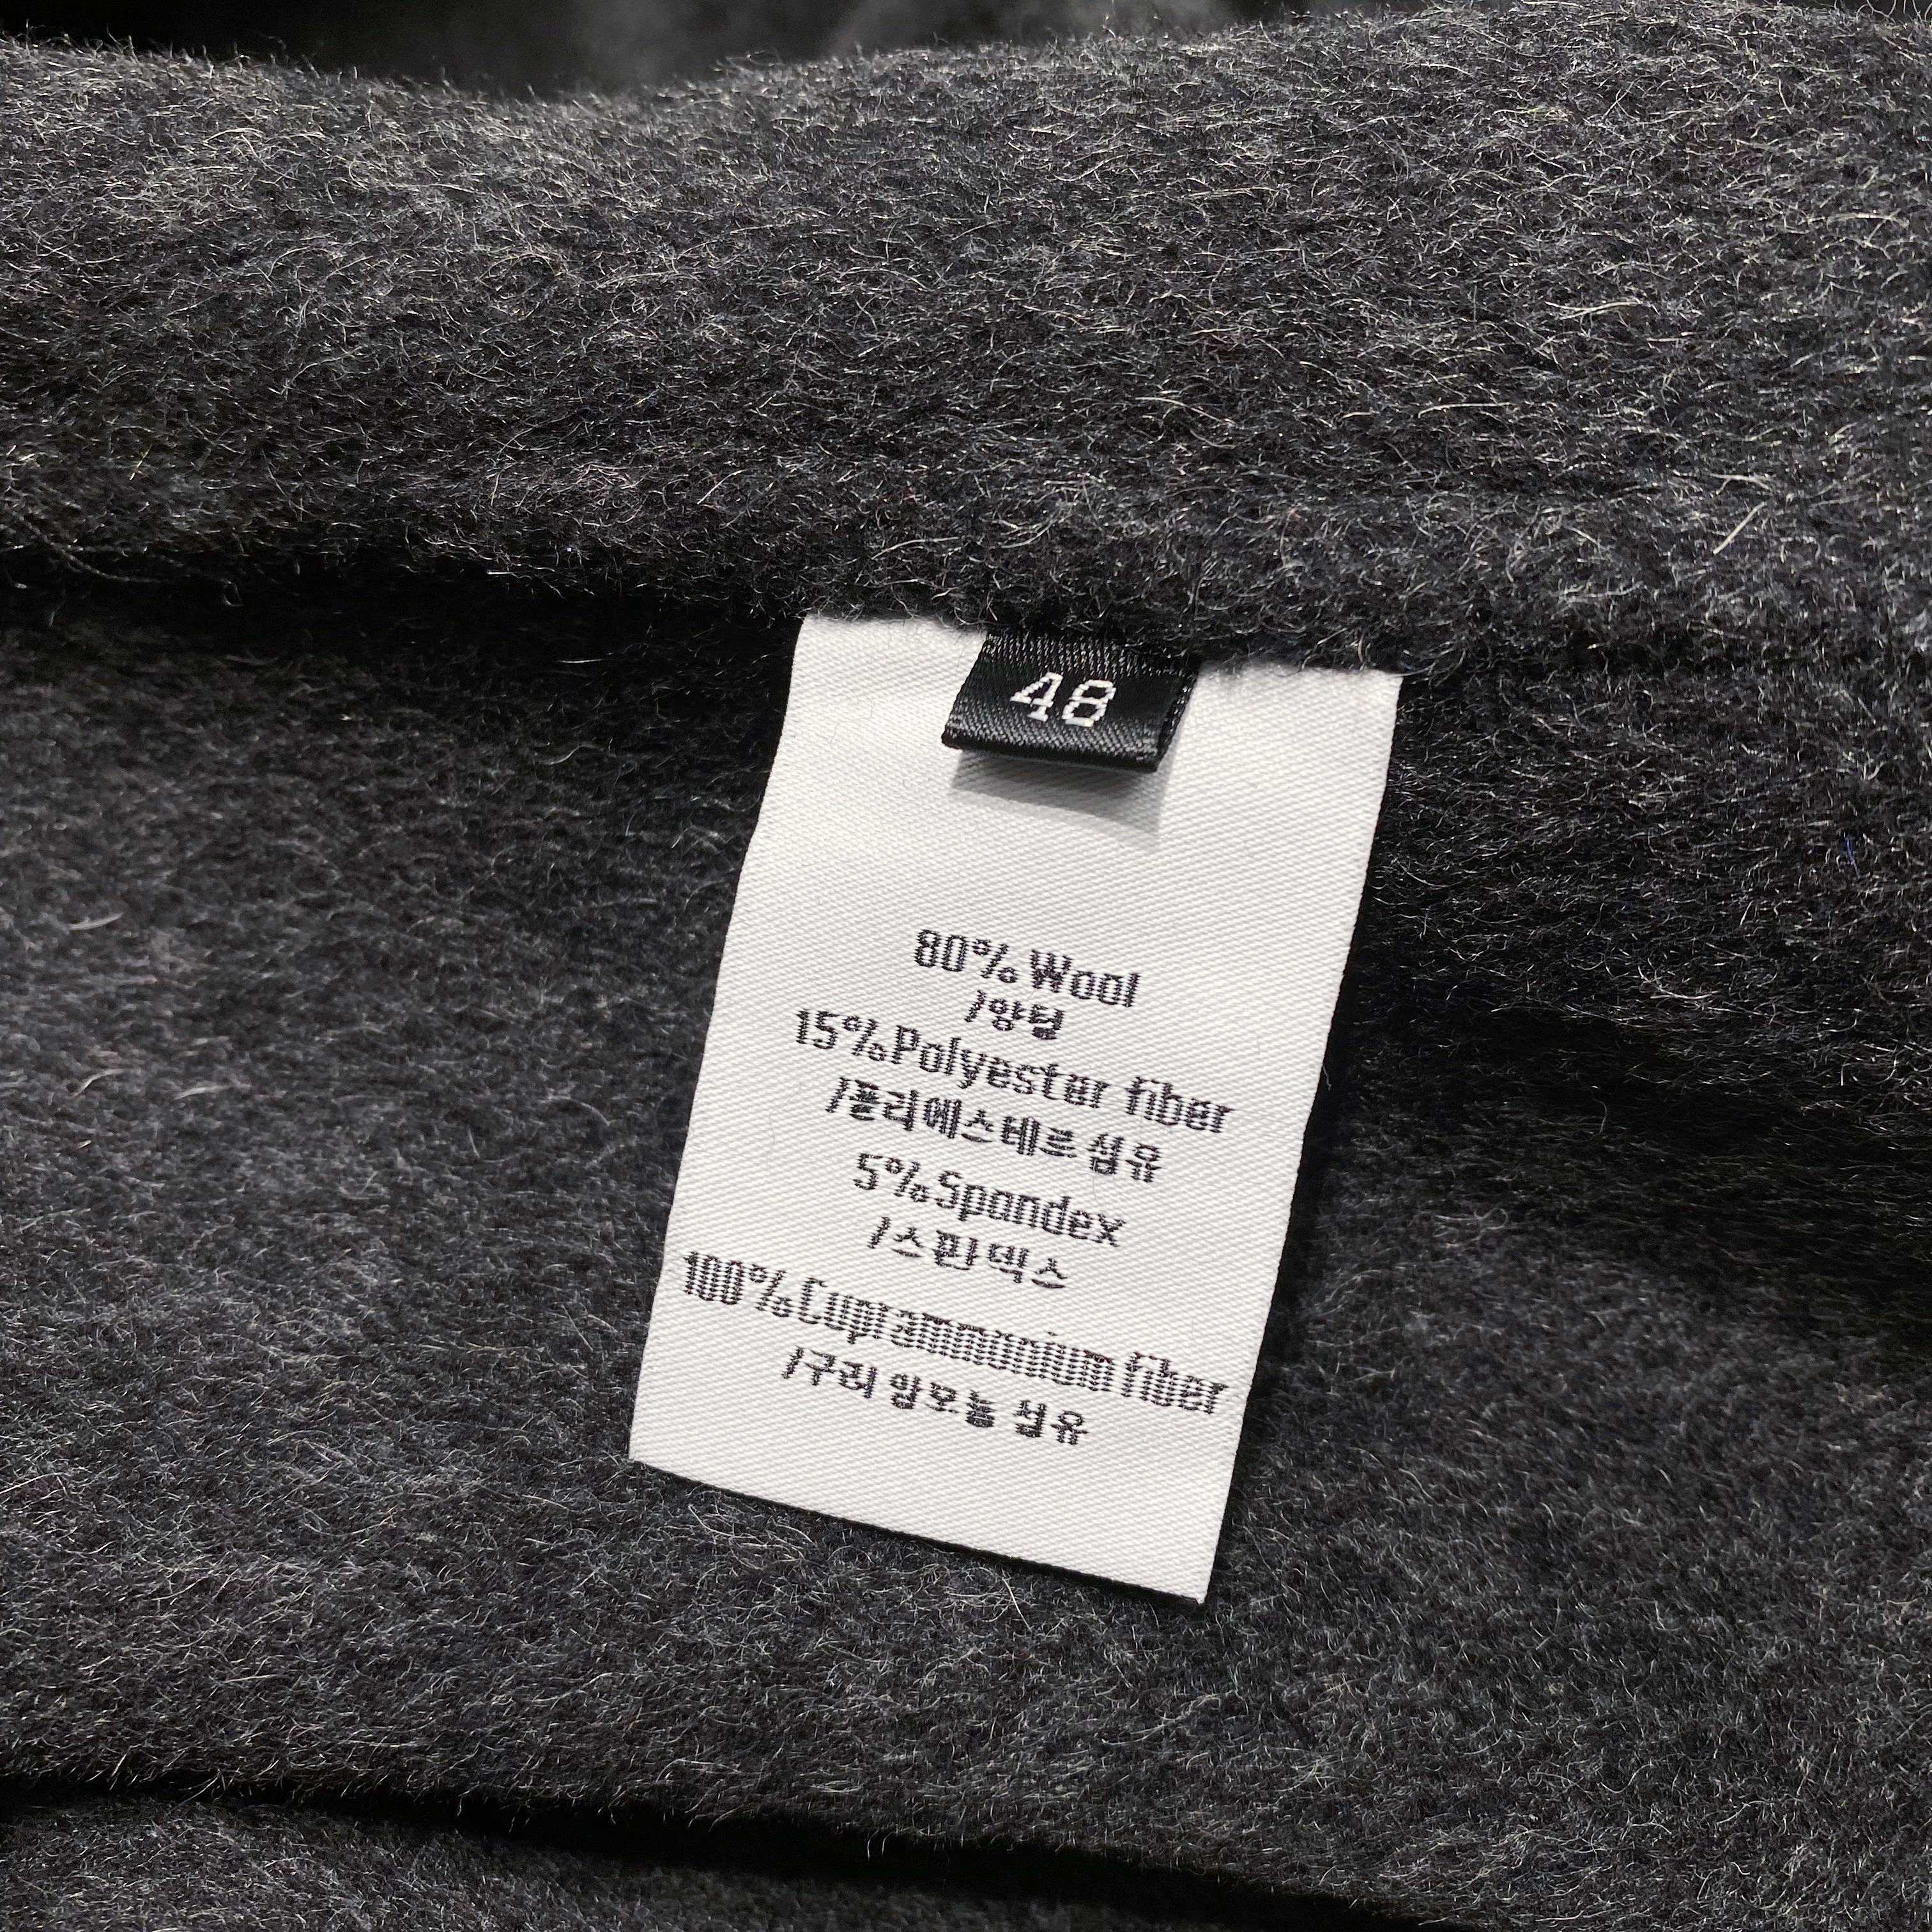 48
80% Wool
/양털
15%Polyester fiber
/폴리에스테르 섬유
5%Spandex
/스판덱스
100%Cuprammonium fiber
/구리 암모늄 섬유